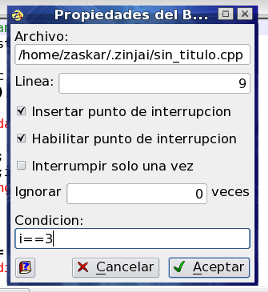 Propiedades del B...
Archivo:
/home/zaskar/.zinjai/sin_titulo.cpp
Linea: 9
Insertar punto de interrupcion
Habilitar punto de interrupcion
Interrumpir solo una vez
Ignorar 0 veces
Condicion:
i==3
Cancelar Aceptar